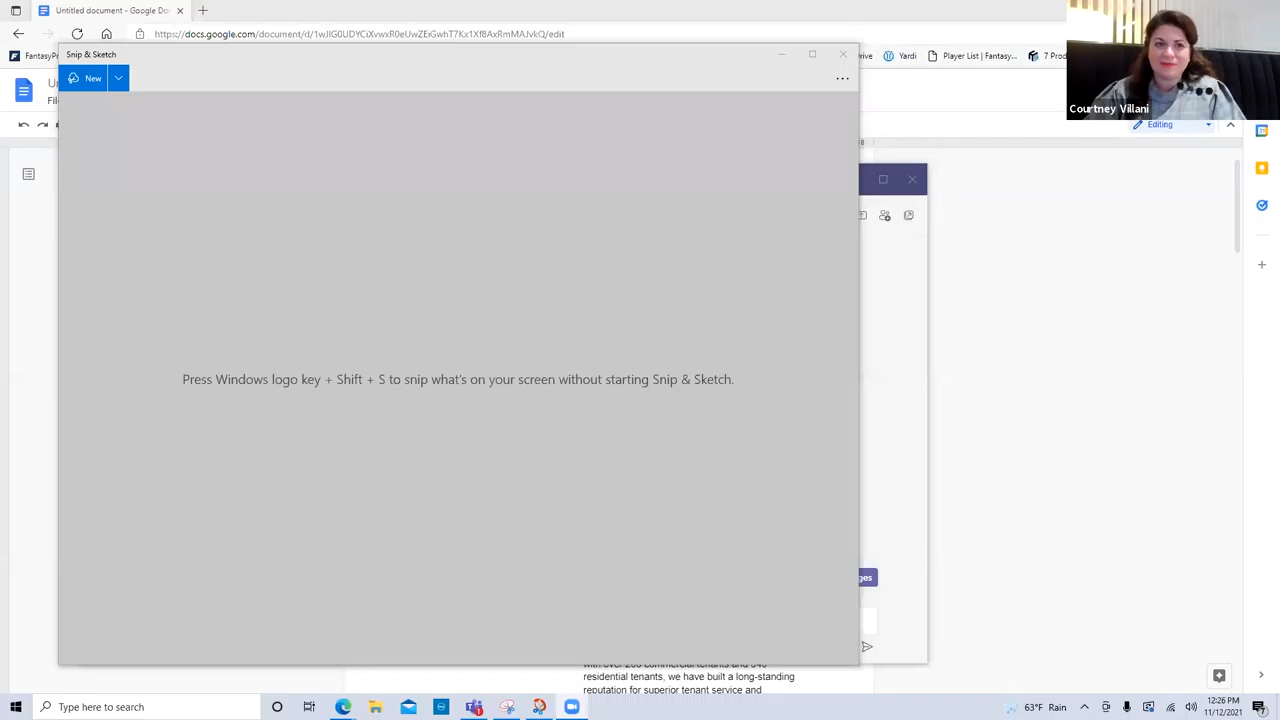 Untitled document - Google Do
https://docs.google.com/document/d/
/edit
Snip & Sketch
New
Drive
Yardi
Player List | Fantasy...
7 Prod
Courtney Villani
Editing
Press Windows logo key + Shift + S to snip what's on your screen without starting Snip & Sketch.
residential tenants, we have built a long-standing
reputation for superior tenant service and
Type here to search
63°F Rain
12:26 PM
11/12/2021